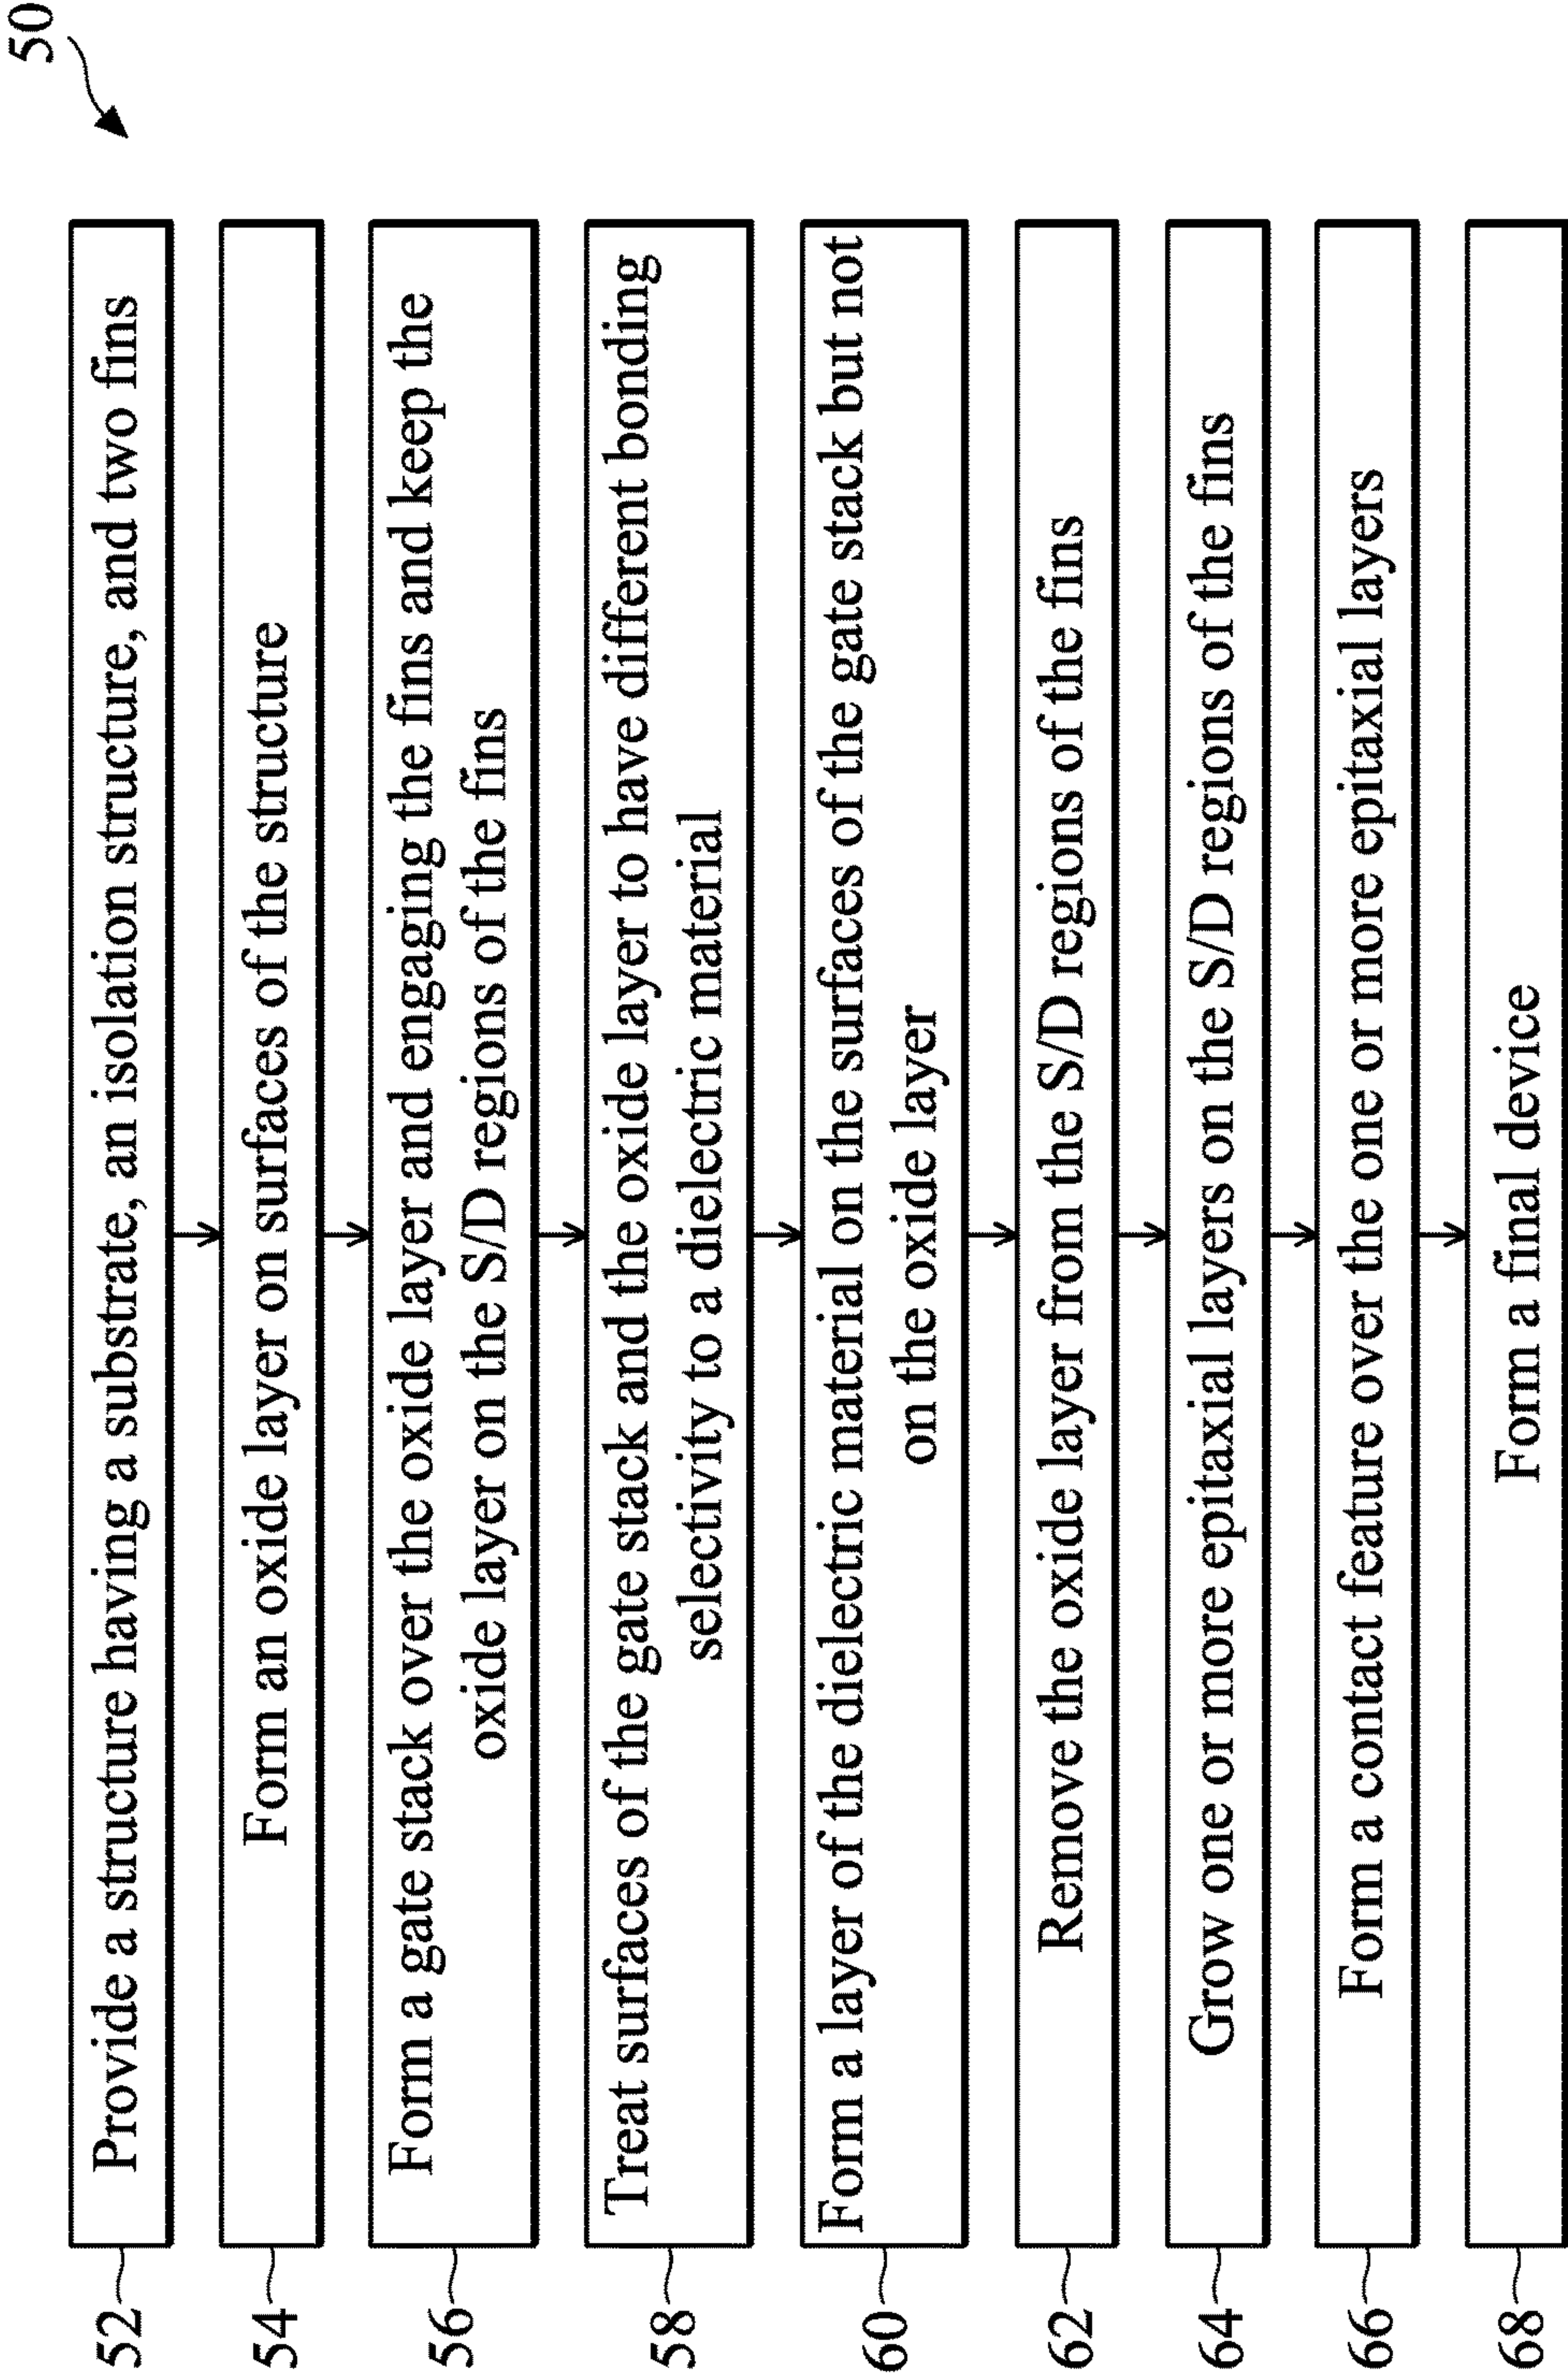 50
52
Provide a structure having a substrate, an isolation structure, and two fins
54
Form an oxide layer on surfaces of the structure
56
Form a gate stack over the oxide layer and engaging the fins and keep the
oxide layer on the S/D regions of the fins
58
Treat surfaces of the gate stack and the oxide layer to have different bonding
selectivity to a dielectric material
60
Form a layer of the dielectric material on the surfaces of the gate stack but not
on the oxide layer
62
Remove the oxide layer from the S/D regions of the fins
64
Grow one or more epitaxial layers on the S/D regions of the fins
66
Form a contact feature over the one or more epitaxial layers
68
Form a final device